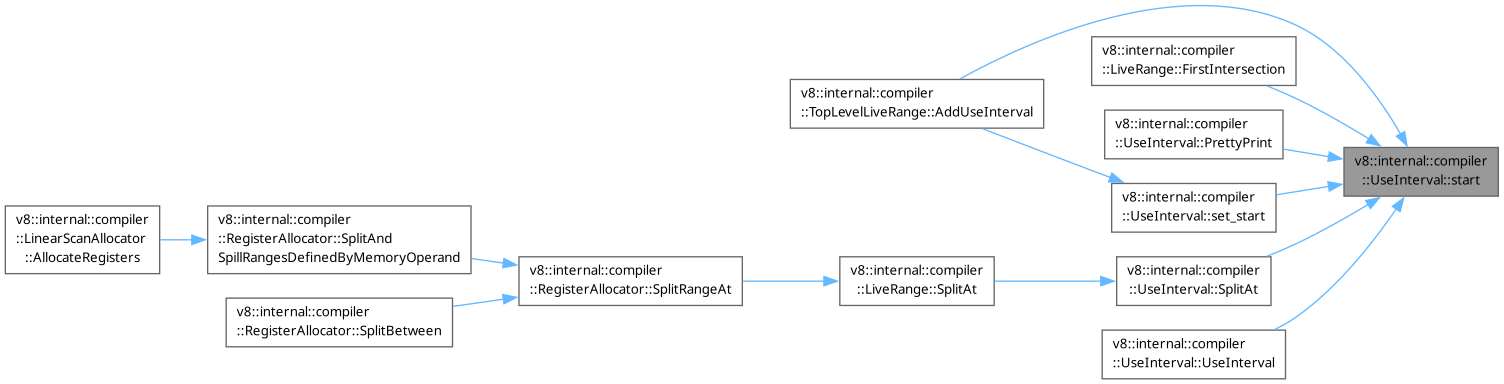 v8::internal::compiler
::LinearScanAllocator
::AllocateRegisters
v8::internal::compiler
::RegisterAllocator::SplitAnd
SpillRangesDefinedByMemoryOperand
v8::internal::compiler
::RegisterAllocator::SplitBetween
v8::internal::compiler
::RegisterAllocator::SplitRangeAt
v8::internal::compiler
::TopLevelLiveRange::AddUseInterval
v8::internal::compiler
::LiveRange::SplitAt
v8::internal::compiler
::LiveRange::FirstIntersection
v8::internal::compiler
::UseInterval::PrettyPrint
v8::internal::compiler
::UseInterval::set_start
v8::internal::compiler
::UseInterval::SplitAt
v8::internal::compiler
::UseInterval::UseInterval
v8::internal::compiler
::UseInterval::start